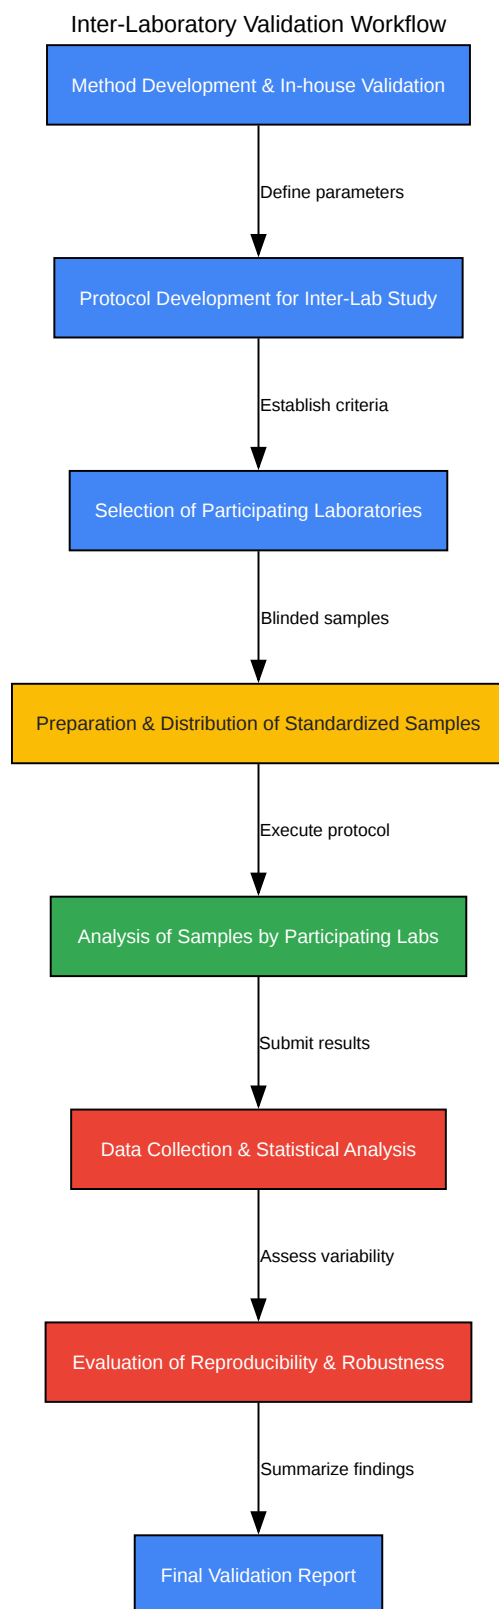 Inter-Laboratory Validation Workflow
Method Development & In-house Validation
Define parameters
Protocol Development for Inter-Lab Study
Establish criteria
Selection of Participating Laboratories
Blinded samples
Preparation & Distribution of Standardized Samples
Execute protocol
Analysis of Samples by Participating Labs
Submit results
Data Collection & Statistical Analysis
Assess variability
Evaluation of Reproducibility & Robustness
Summarize findings
Final Validation Report